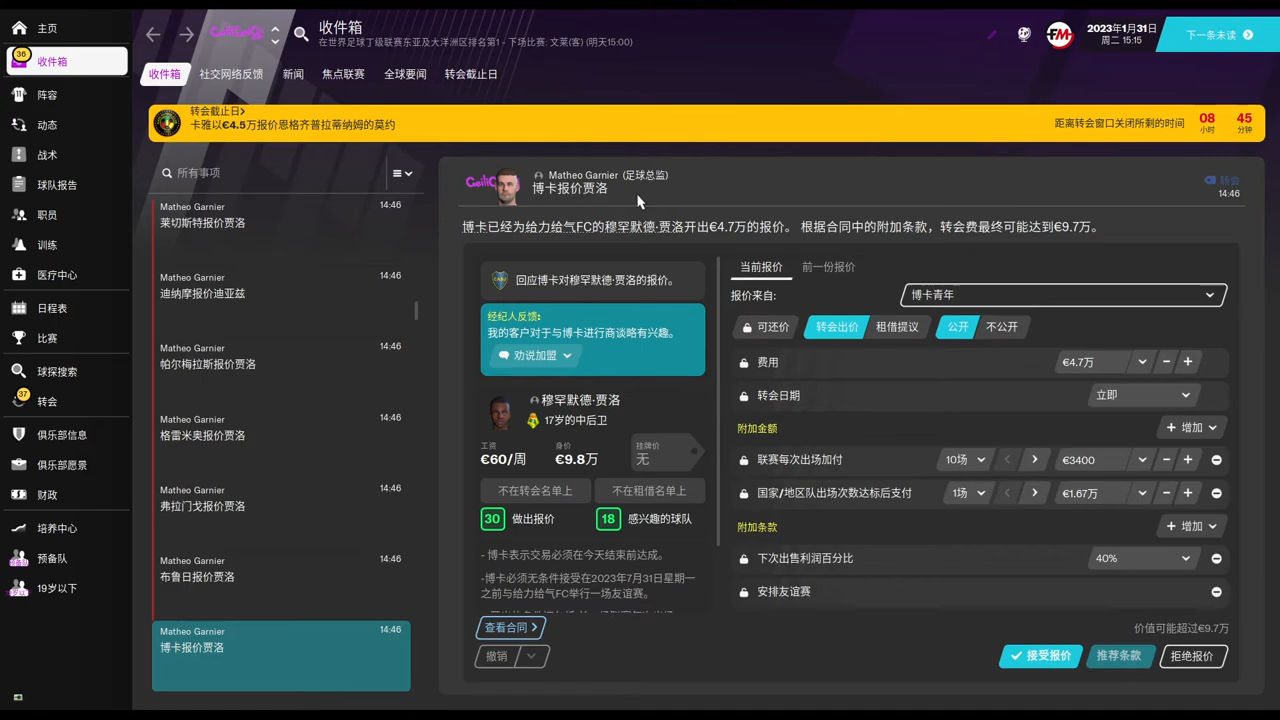 主页
36
收件箱
阵容
动态
战术
球队报告
职员
训练
医疗中心
日程表
比赛
球探搜索
37
转会
俱乐部信息
俱乐部愿景
财政
培养中心
预备队
19岁以下
收件箱
在世界足球丁级联赛东亚及大洋洲区排名第1 - 下场比赛: 文莱(客) (明天15:00)
FM
2023年1月31日
周二 15:15
下一条未读
收件箱
社交网络反馈
新闻
焦点联赛
全球要闻
转会截止日
转会截止日>
卡雅以€4.5万报价恩格齐普拉蒂纳姆的莫约
距离转会窗口关闭所剩的时间
08
小时
45
分钟
所有事项
Matheo Garnier
14:46
莱切斯特报价贾洛
Matheo Garnier
14:46
迪纳摩报价迪亚兹
Matheo Garnier
14:46
帕尔梅拉斯报价贾洛
Matheo Garnier
14:46
格雷米奥报价贾洛
Matheo Garnier
14:46
弗拉门戈报价贾洛
Matheo Garnier
14:46
布鲁日报价贾洛
Matheo Garnier
14:46
博卡报价贾洛
Matheo Garnier (足球总监)
博卡报价贾洛
转会
14:46
博卡已经为给力给气FC的穆罕默德·贾洛开出€4.7万的报价。 根据合同中的附加条款，转会费最终可能达到€9.7万。
回应博卡对穆罕默德·贾洛的报价。
经纪人反馈:
我的客户对于与博卡进行商谈略有兴趣。
劝说加盟
穆罕默德·贾洛
17岁的中后卫
工资
€60/周
身价
€9.8万
挂牌价
无
不在转会名单上
不在租借名单上
30
做出报价
18
感兴趣的球队
- 博卡表示交易必须在今天结束前达成。
-博卡必须无条件接受在2023年7月31日星期一
之前与给力给气FC举行一场友谊赛。
查看合同
撤销
当前报价
前一份报价
报价来自:
博卡青年
可还价
转会出价
租借提议
公开
不公开
费用
€4.7万
转会日期
立即
附加金额
增加
联赛每次出场加付
10场
€3400
国家/地区队出场次数达标后支付
1场
€1.67万
附加条款
增加
下次出售利润百分比
40%
安排友谊赛
价值可能超过€9.7万
接受报价
推荐条款
拒绝报价